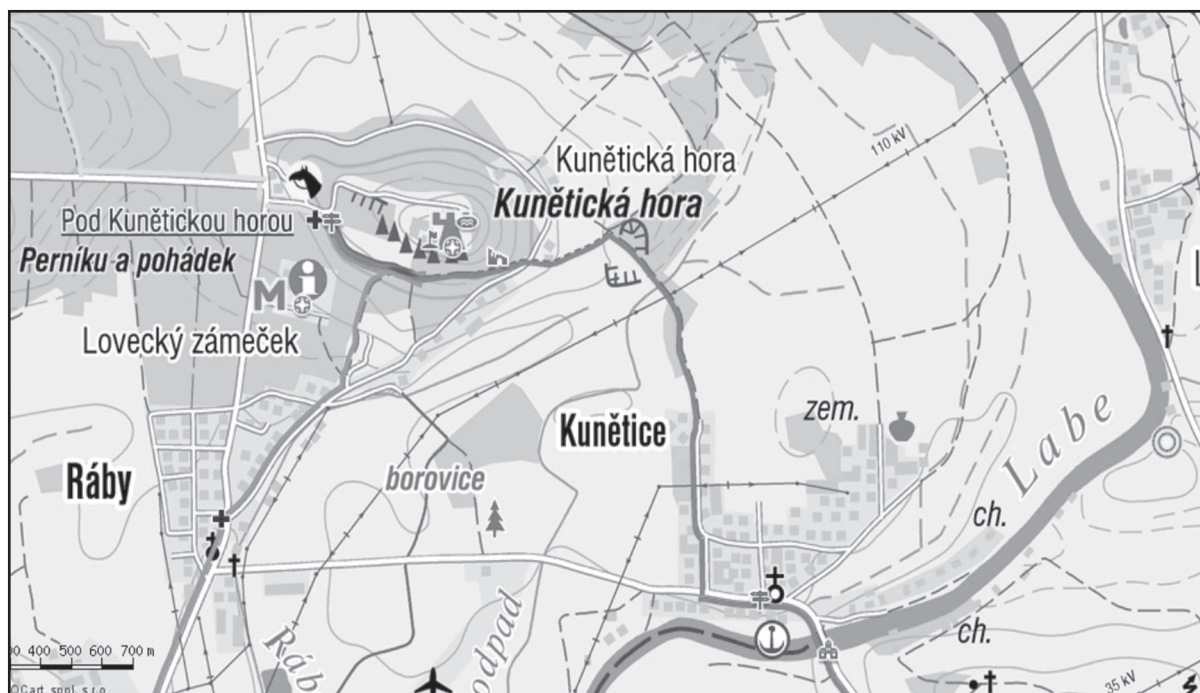 110 kV
Kunětická hora
Kunětická hora
Pod Kunětickou horou
Perníku a pohádek
M
i
Lovecký zámeček
zem.
Kunětice
Labe
Ráby
borovice
ch.
ch.
odpad
Ráb
400 500 600 700 m
35 kV